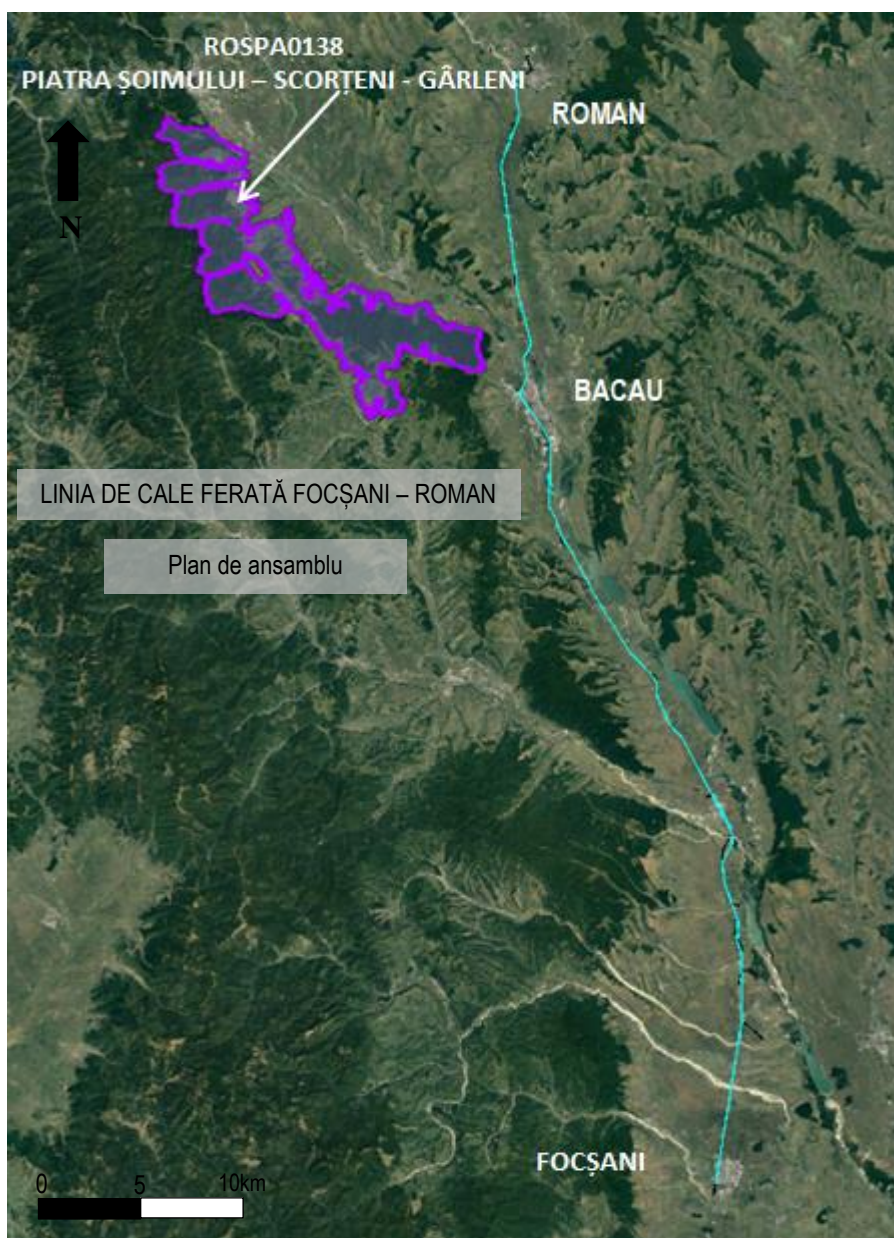 ROSPA0138
PIATRA ȘOIMULUI – SCORȚENI - GÂRLENI
ROMAN
N
BACAU
LINIA DE CALE FERATĂ FOCȘANI – ROMAN
Plan de ansamblu
FOCȘANI
0 5 10km